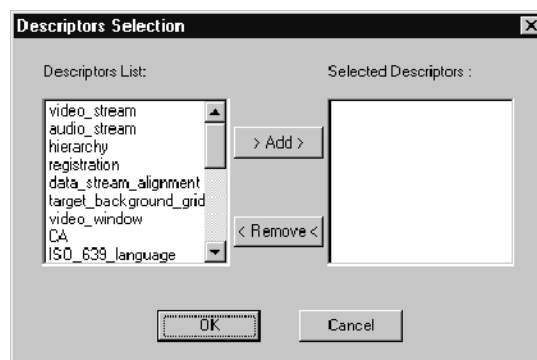 Descriptors Selection
Descriptors List:
Selected Descriptors :
video_stream
audio_stream
hierarchy
registration
data_stream_alignment
target_background_grid
video_window
CA
ISO_639_language
> Add >
< Remove <
OK
Cancel